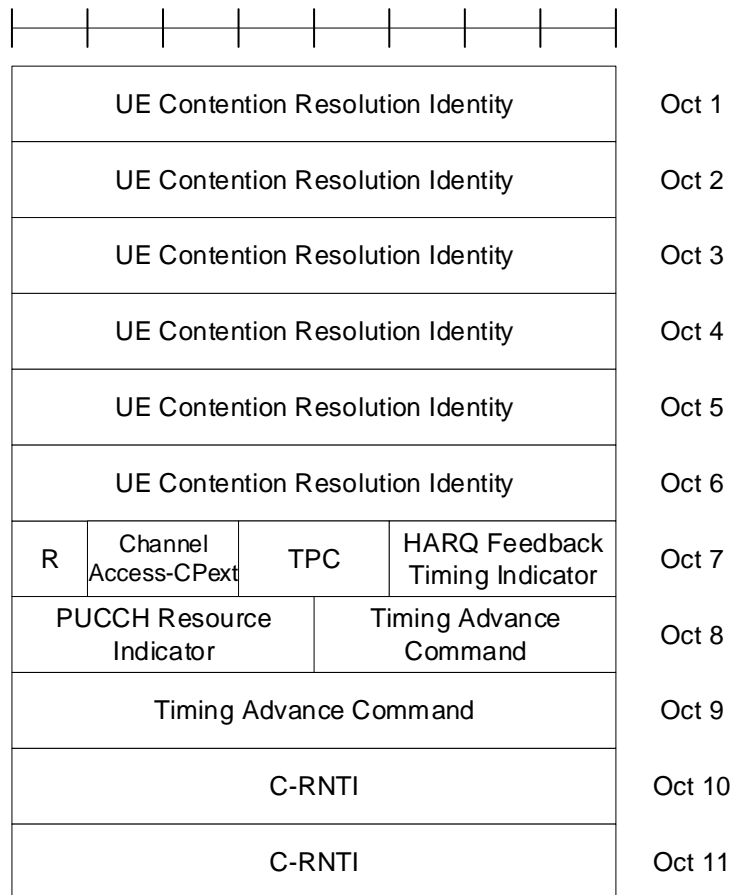 UE Contention Resolution Identity Oct 1
UE Contention Resolution Identity Oct 2
UE Contention Resolution Identity Oct 3
UE Contention Resolution Identity Oct 4
UE Contention Resolution Identity Oct 5
UE Contention Resolution Identity Oct 6
R
Channel
Access-CPext
TPC
HARQ Feedback
Timing Indicator
Oct 7
PUCCH Resource
Indicator
Timing Advance
Command
Oct 8
Timing Advance Command Oct 9
C-RNTI Oct 10
C-RNTI Oct 11